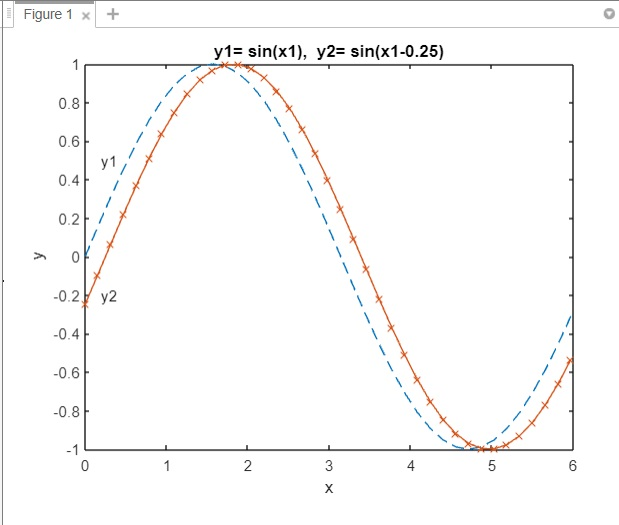 Figure 1
y1= sin(x1),  y2= sin(x1-0.25)
1
0.8
0.6
0.4
0.2
0
-0.2
-0.4
-0.6
-0.8
-1
y
y1
y2
0 1 2 3 4 5 6
x